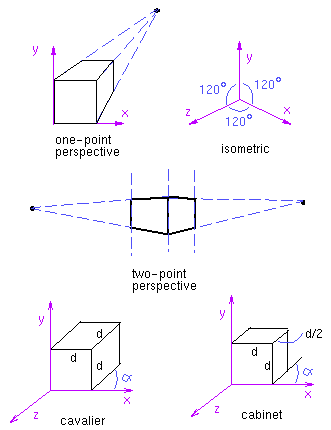 y
x
one-point
perspective
y
120°
120°
z
120°
x
isometric
two-point
perspective
y
d
d
d
α
x
z
cavalier
y
d/2
d
d
α
x
z
cabinet